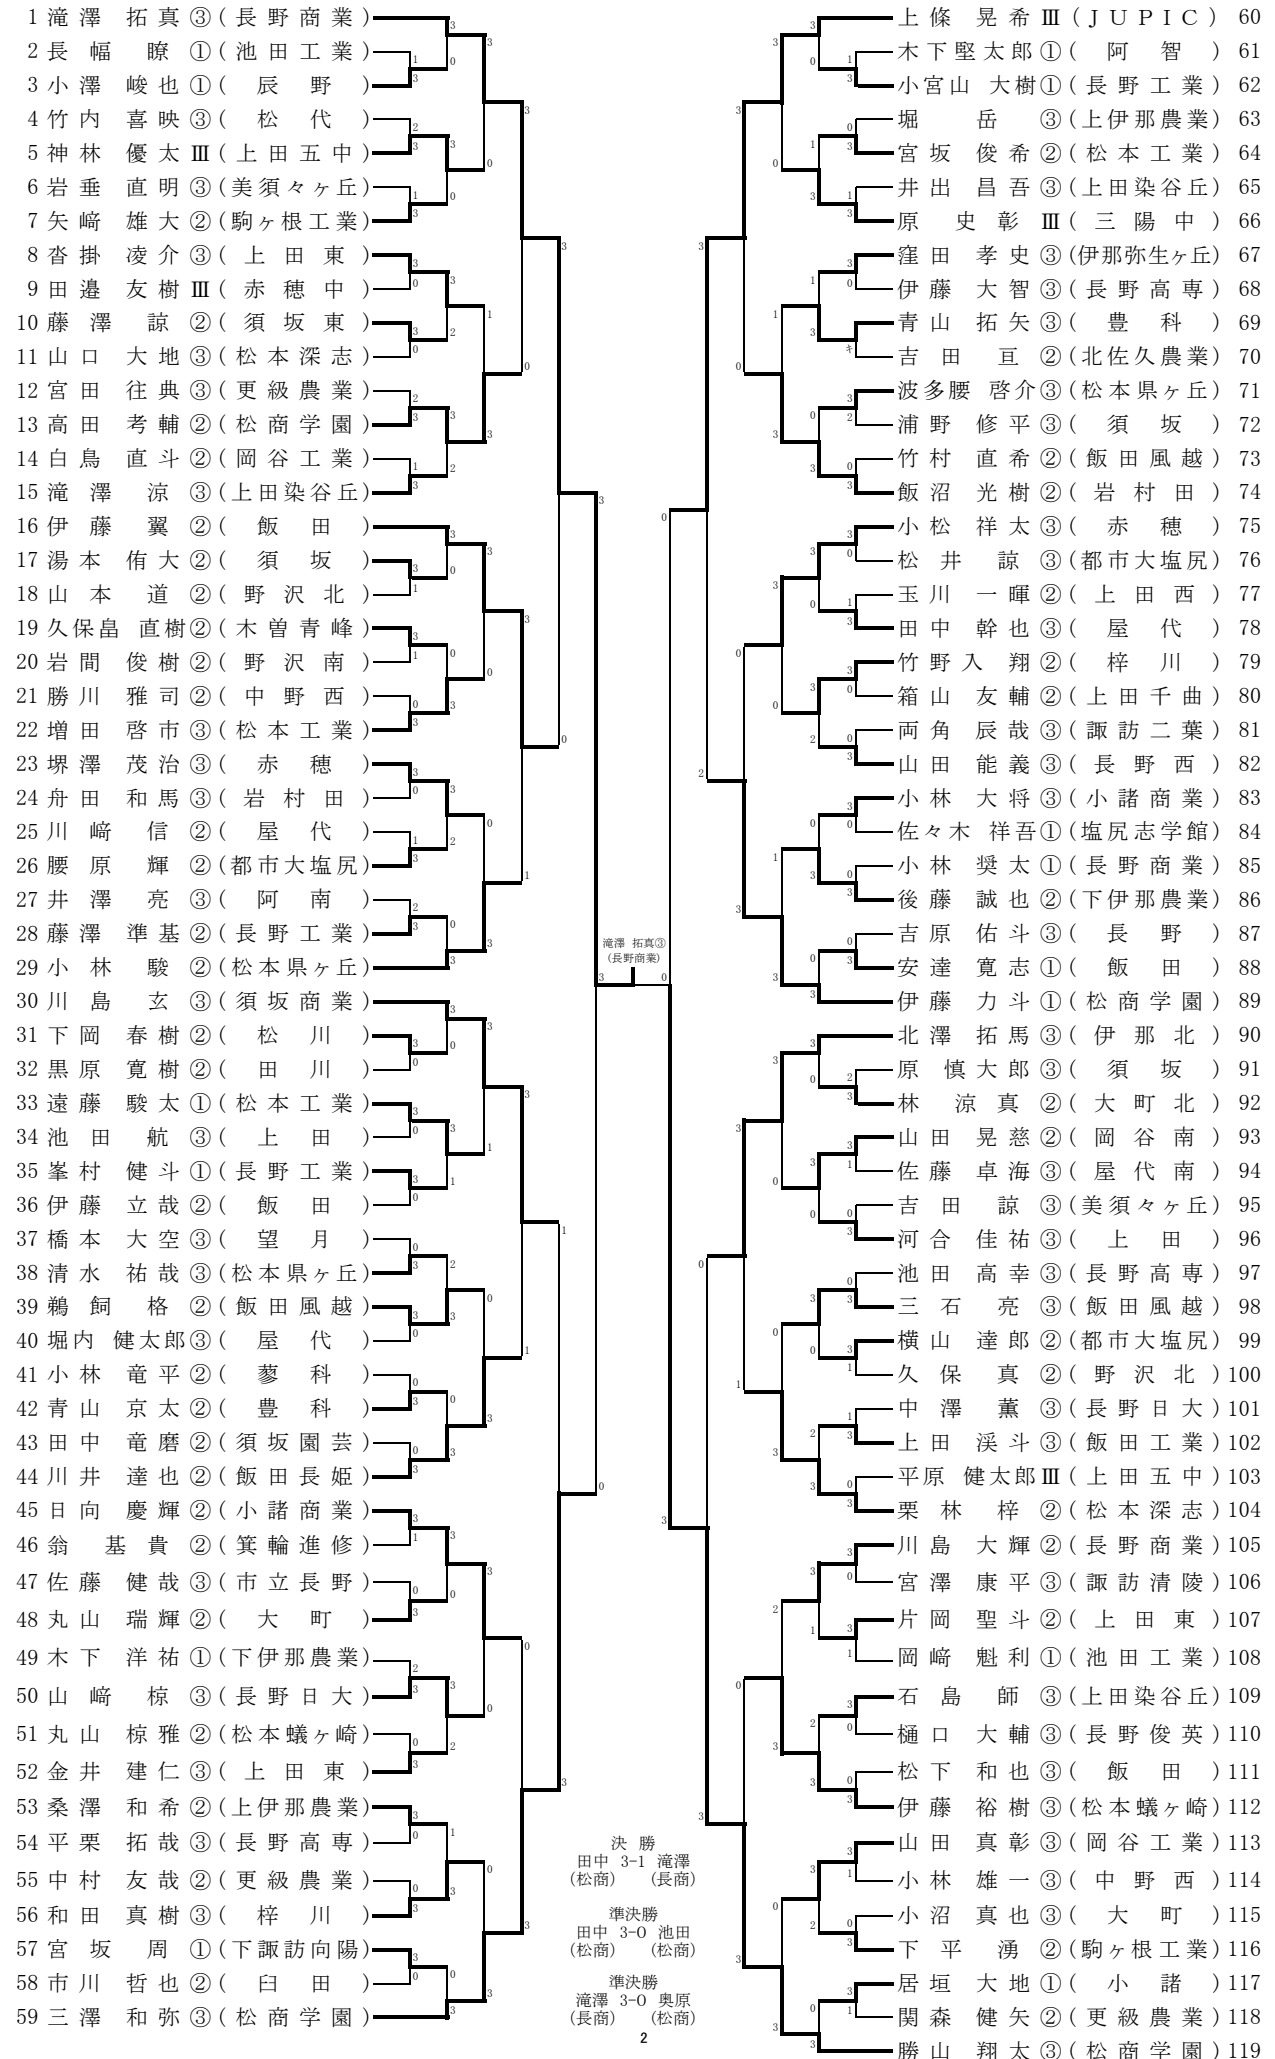 1 滝澤 拓真 ③ (長野商業)
2 長幅 瞭 ① (池田工業)
3 小澤 峻也 ① (辰野)
4 竹内 喜映 ③ (松代)
5 神林 優太 Ⅲ (上田五中)
6 岩垂 直明 ③ (美須々ヶ丘)
7 矢﨑 雄大 ② (駒ヶ根工業)
8 沓掛 凌介 ③ (上田東)
9 田邉 友樹 Ⅲ (赤穂中)
10 藤澤 諒 ② (須坂東)
11 山口 大地 ③ (松本深志)
12 宮田 往典 ③ (更級農業)
13 高田 考輔 ② (松商学園)
14 白鳥 直斗 ② (岡谷工業)
15 滝澤 涼 ③ (上田染谷丘)
16 伊藤 翼 ② (飯田)
17 湯本 侑大 ② (須坂)
18 山本 道 ② (野沢北)
19 久保畠 直樹 ② (木曽青峰)
20 岩間 俊樹 ② (野沢南)
21 勝川 雅司 ② (中野西)
22 増田 啓市 ③ (松本工業)
23 堺澤 茂治 ③ (赤穂)
24 舟田 和馬 ③ (岩村田)
25 川﨑 信 ② (屋代)
26 腰原 輝 ② (都市大塩尻)
27 井澤 亮 ③ (阿南)
28 藤澤 準基 ② (長野工業)
29 小林 駿 ② (松本県ヶ丘)
30 川島 玄 ③ (須坂商業)
31 下岡 春樹 ② (松川)
32 黒原 寛樹 ② (田川)
33 遠藤 駿太 ① (松本工業)
34 池田 航 ③ (上田)
35 峯村 健斗 ① (長野工業)
36 伊藤 立哉 ② (飯田)
37 橋本 大空 ③ (望月)
38 清水 祐哉 ③ (松本県ヶ丘)
39 鵜飼 格 ② (飯田風越)
40 堀内 健太郎 ③ (屋代)
41 小林 竜平 ② (蓼科)
42 青山 京太 ② (豊科)
43 田中 竜磨 ② (須坂園芸)
44 川井 達也 ② (飯田長姫)
45 日向 慶輝 ② (小諸商業)
46 翁 基貴 ② (箕輪進修)
47 佐藤 健哉 ③ (市立長野)
48 丸山 瑞輝 ② (大町)
49 木下 洋祐 ① (下伊那農業)
50 山﨑 椋 ③ (長野日大)
51 丸山 椋雅 ② (松本蟻ヶ崎)
52 金井 建仁 ③ (上田東)
53 桑澤 和希 ② (上伊那農業)
54 平栗 拓哉 ③ (長野高専)
55 中村 友哉 ② (更級農業)
56 和田 真樹 ③ (梓川)
57 宮坂 周 ① (下諏訪向陽)
58 市川 哲也 ② (臼田)
59 三澤 和弥 ③ (松商学園)
滝澤 拓真③
(長野商業)
決勝
田中 3-1 滝澤
(松商) (長商)
準決勝
田中 3-0 池田
(松商) (松商)
準決勝
滝澤 3-0 奥原
(長商) (松商)
2
上條 晃希 Ⅲ (JUPIC) 60
木下堅太郎 ① (阿智) 61
小宮山 大樹 ① (長野工業) 62
堀 岳 ③ (上伊那農業) 63
宮坂 俊希 ② (松本工業) 64
井出 昌吾 ③ (上田染谷丘) 65
原 史彰 Ⅲ (三陽中) 66
窪田 孝史 ③ (伊那弥生ヶ丘) 67
伊藤 大智 ③ (長野高専) 68
青山 拓矢 ③ (豊科) 69
吉田 亘 ② (北佐久農業) 70
波多腰 啓介 ③ (松本県ヶ丘) 71
浦野 修平 ③ (須坂) 72
竹村 直希 ② (飯田風越) 73
飯沼 光樹 ② (岩村田) 74
小松 祥太 ③ (赤穂) 75
松井 諒 ③ (都市大塩尻) 76
玉川 一暉 ② (上田西) 77
田中 幹也 ③ (屋代) 78
竹野入 翔 ② (梓川) 79
箱山 友輔 ② (上田千曲) 80
両角 辰哉 ③ (諏訪二葉) 81
山田 能義 ③ (長野西) 82
小林 大将 ③ (小諸商業) 83
佐々木 祥吾 ① (塩尻志学館) 84
小林 奨太 ① (長野商業) 85
後藤 誠也 ② (下伊那農業) 86
吉原 佑斗 ③ (長野) 87
安達 寛志 ① (飯田) 88
伊藤 力斗 ① (松商学園) 89
北澤 拓馬 ③ (伊那北) 90
原 慎大郎 ③ (須坂) 91
林 涼真 ② (大町北) 92
山田 晃慈 ② (岡谷南) 93
佐藤 卓海 ③ (屋代南) 94
吉田 諒 ③ (美須々ヶ丘) 95
河合 佳祐 ③ (上田) 96
池田 高幸 ③ (長野高専) 97
三石 亮 ③ (飯田風越) 98
横山 達郎 ② (都市大塩尻) 99
久保 真 ② (野沢北) 100
中澤 薫 ③ (長野日大) 101
上田 渓斗 ③ (飯田工業) 102
平原 健太郎 Ⅲ (上田五中) 103
栗林 梓 ② (松本深志) 104
川島 大輝 ② (長野商業) 105
宮澤 康平 ③ (諏訪清陵) 106
片岡 聖斗 ② (上田東) 107
岡﨑 魁利 ① (池田工業) 108
石島 師 ③ (上田染谷丘) 109
樋口 大輔 ③ (長野俊英) 110
松下 和也 ③ (飯田) 111
伊藤 裕樹 ③ (松本蟻ヶ崎) 112
山田 真彰 ③ (岡谷工業) 113
小林 雄一 ③ (中野西) 114
小沼 真也 ③ (大町) 115
下平 湧 ② (駒ヶ根工業) 116
居垣 大地 ① (小諸) 117
関森 健矢 ② (更級農業) 118
勝山 翔太 ③ (松商学園) 119